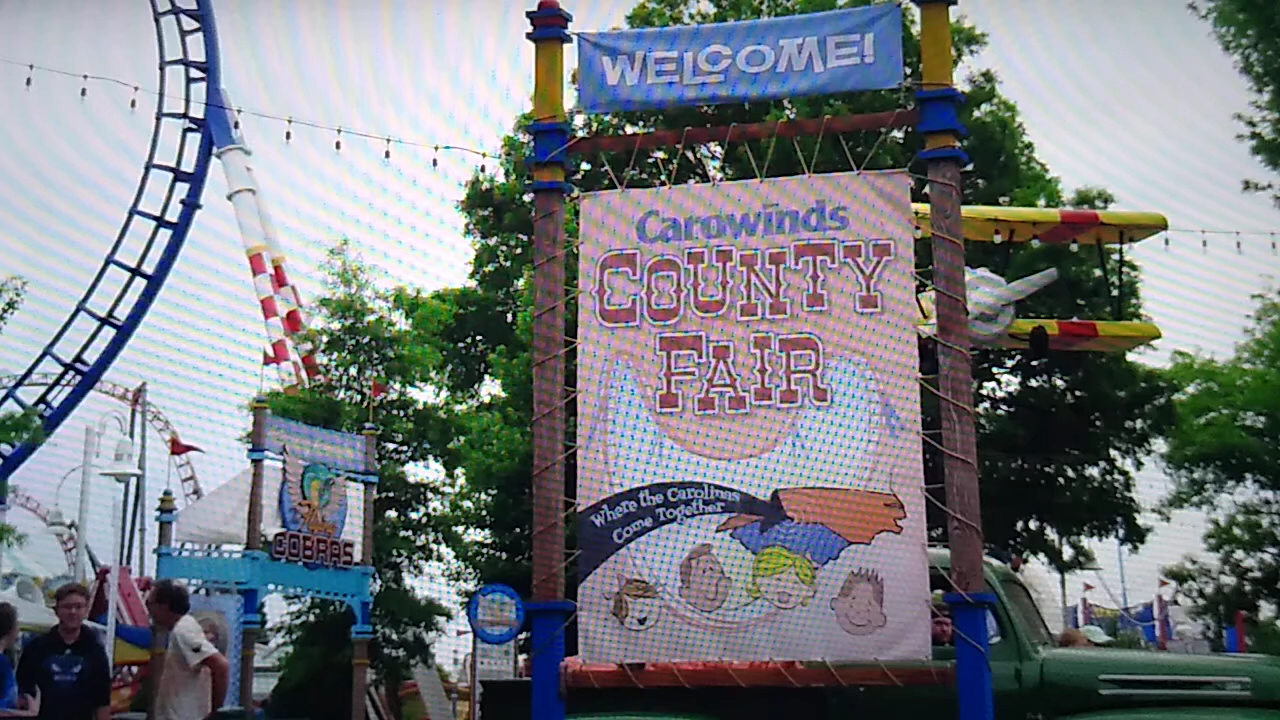 WELCOME!
Carowinds
COUNTY
FAIR
Where the Carolinas
Come Together
COBRAS